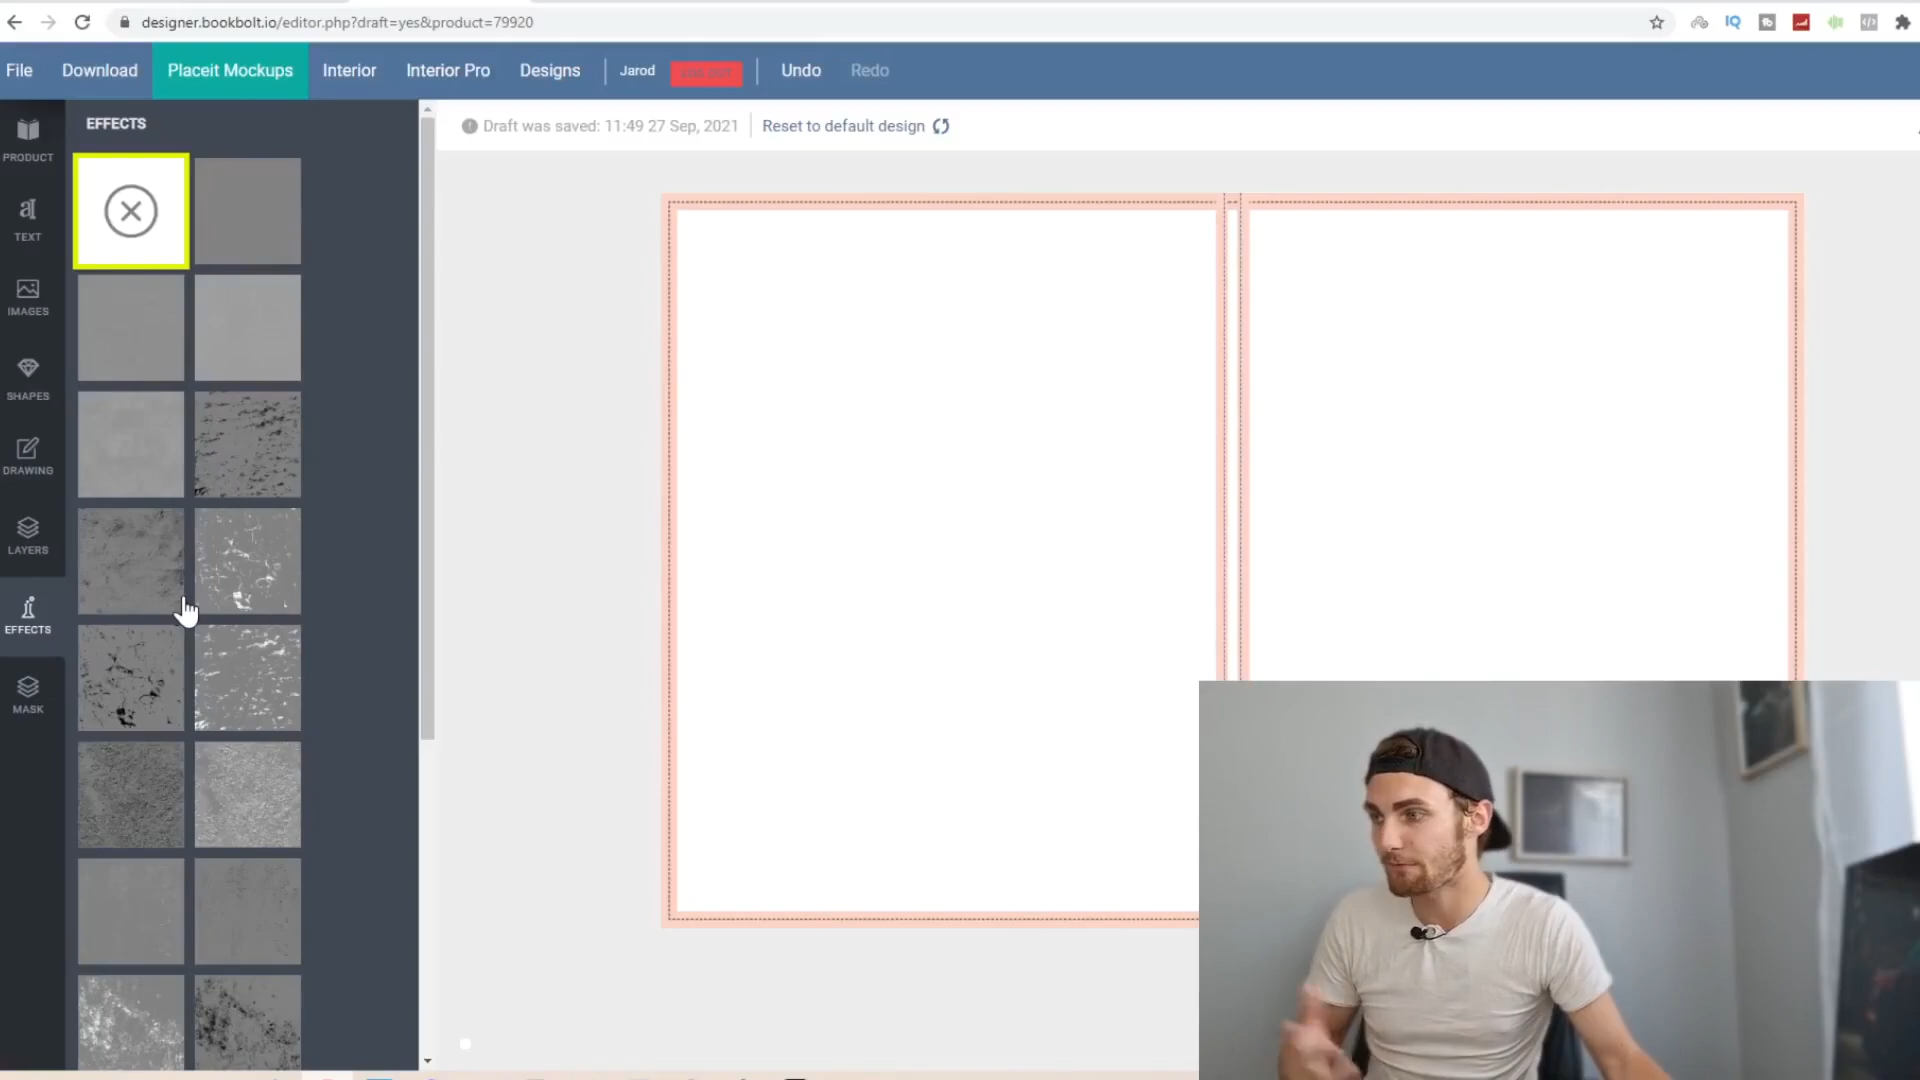 designer.bookbolt.io/editor.php?draft=yes&product=79920
IQ
File Download Placeit Mockups Interior Interior Pro Designs Jarod Undo Redo
PRODUCT
TEXT
IMAGES
SHAPES
DRAWING
LAYERS
EFFECTS
MASK
EFFECTS
Draft was saved: 11:49 27 Sep, 2021 Reset to default design